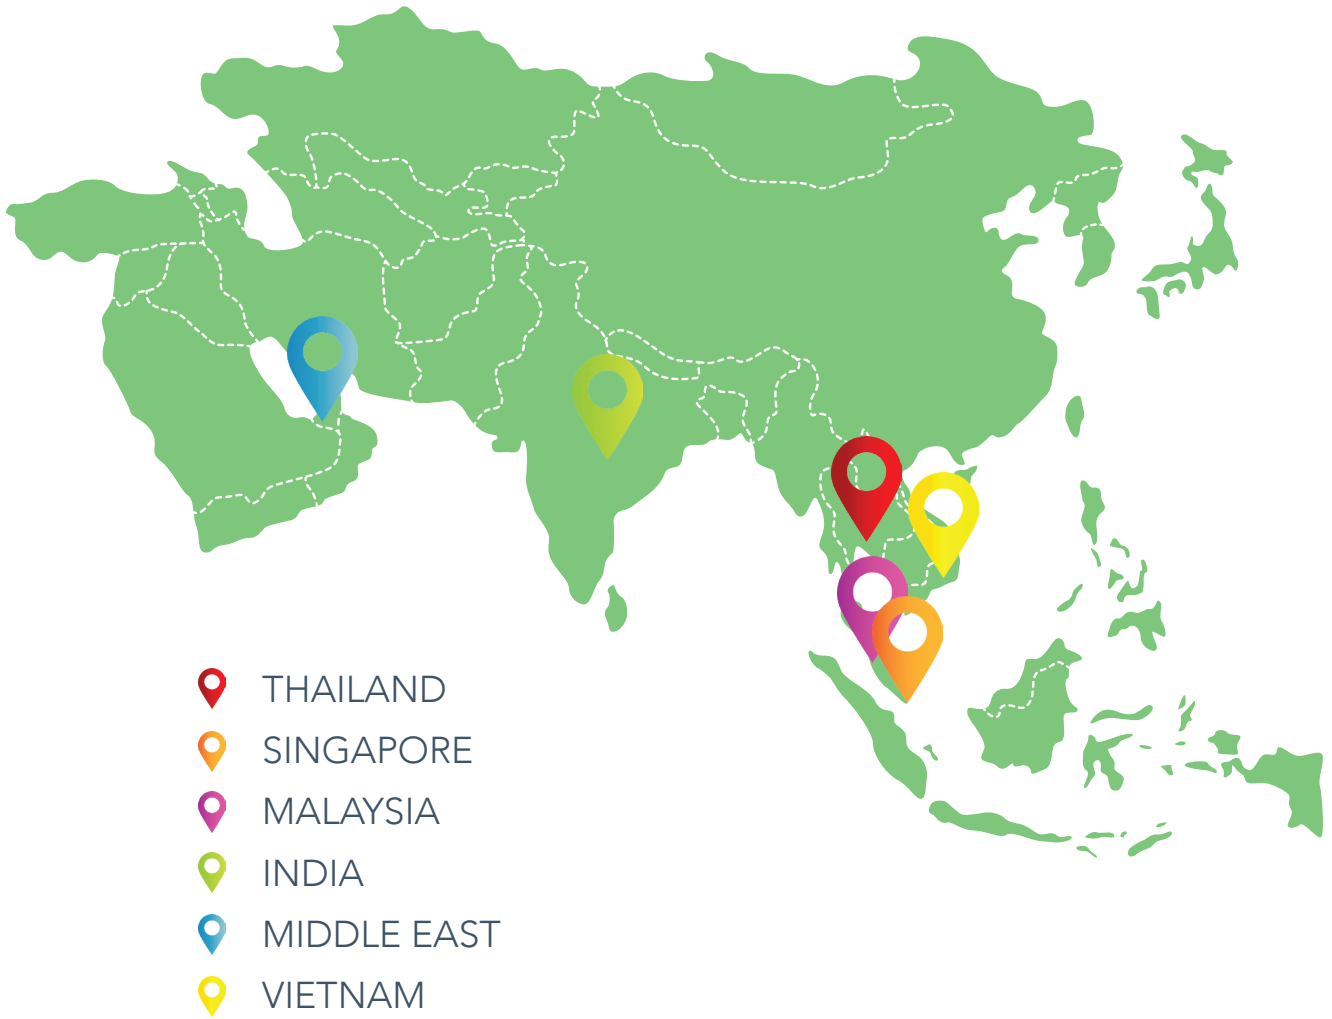 THAILAND
SINGAPORE
MALAYSIA
INDIA
MIDDLE EAST
VIETNAM